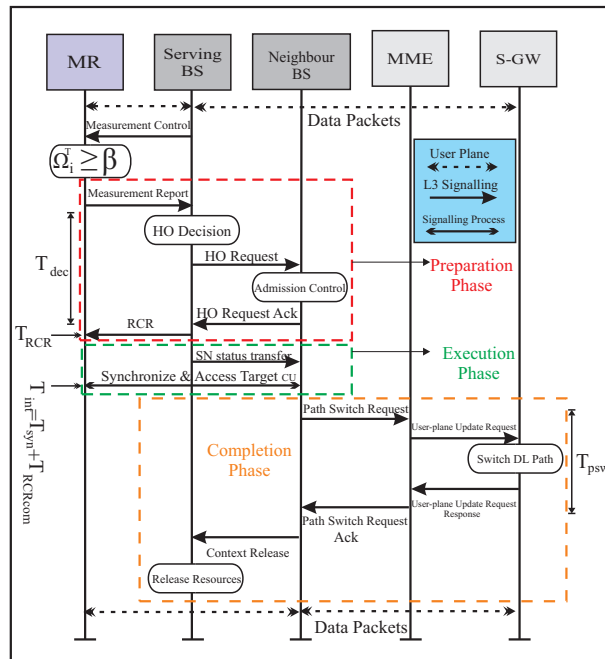 MR
Serving
BS
Neighbour
BS
MME
S-GW
Data Packets
Measurement Control
Ω_i^T ≥ β
User Plane
L3 Signalling
Signalling Process
Measurement Report
HO Decision
HO Request
T_dec
Admission Control
Preparation
Phase
HO Request Ack
RCR
T_RCR
SN status transfer
Execution
Phase
Synchronize & Access Target CU
T_int=T_syn+T_RCRcom
Path Switch Request
User-plane Update Request
Completion
Phase
Switch DL Path
T_psw
User-plane Update Request
Response
Path Switch Request
Ack
Context Release
Release Resources
Data Packets